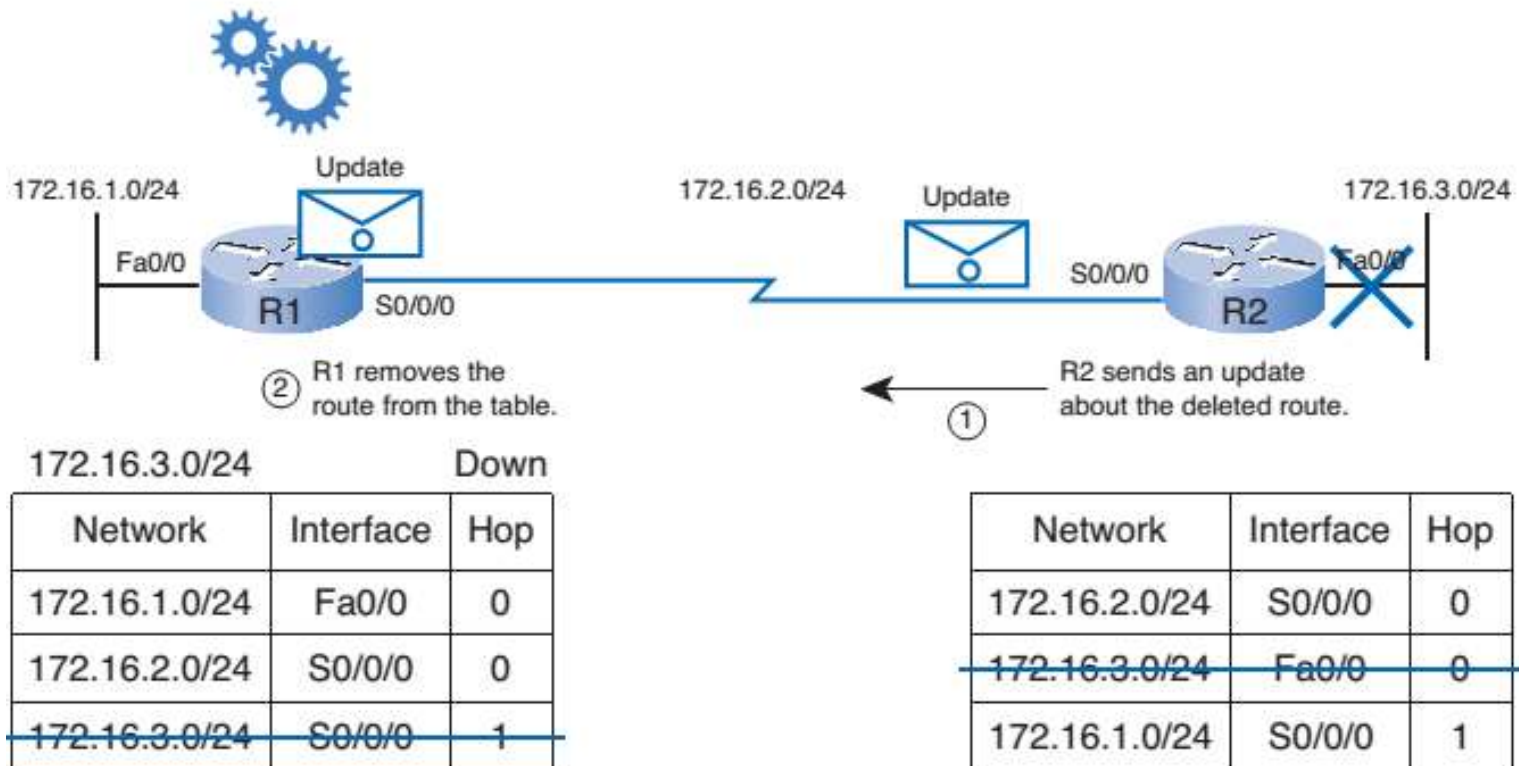 Update
172.16.1.0/24
172.16.2.0/24
Update
172.16.3.0/24
Fa0/0
R1
S0/0/0
S0/0/0
R2
Fa0/0
② R1 removes the
route from the table.
①
R2 sends an update
about the deleted route.
172.16.3.0/24 Down
Network Interface Hop
172.16.1.0/24 Fa0/0 0
172.16.2.0/24 S0/0/0 0
172.16.3.0/24 S0/0/0 1
Network Interface Hop
172.16.2.0/24 S0/0/0 0
172.16.3.0/24 Fa0/0 0
172.16.1.0/24 S0/0/0 1